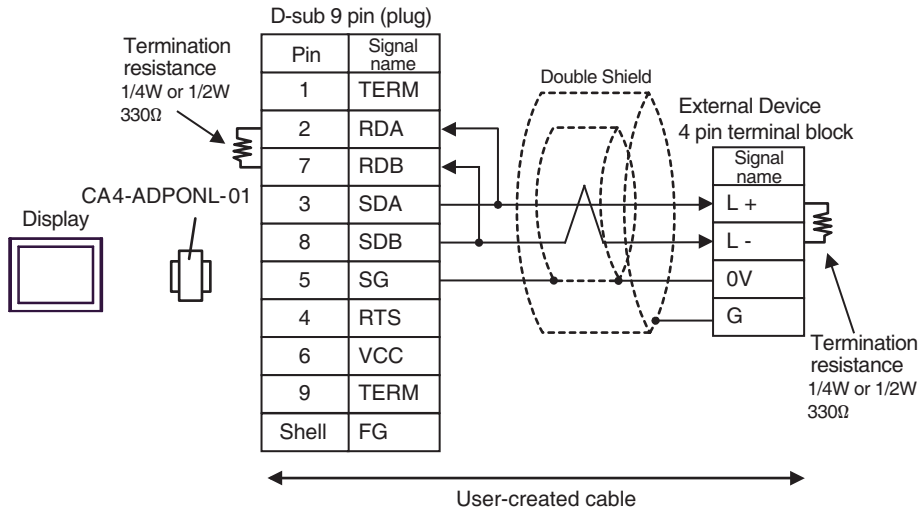 D-sub 9 pin (plug)
Termination
resistance
1/4W or 1/2W
330Ω
Pin Signal name
1 TERM
2 RDA
7 RDB
3 SDA
8 SDB
5 SG
4 RTS
6 VCC
9 TERM
Shell FG
CA4-ADPONL-01
Display
Double Shield
External Device
4 pin terminal block
Signal
name
L +
L -
0V
G
Termination
resistance
1/4W or 1/2W
330Ω
User-created cable